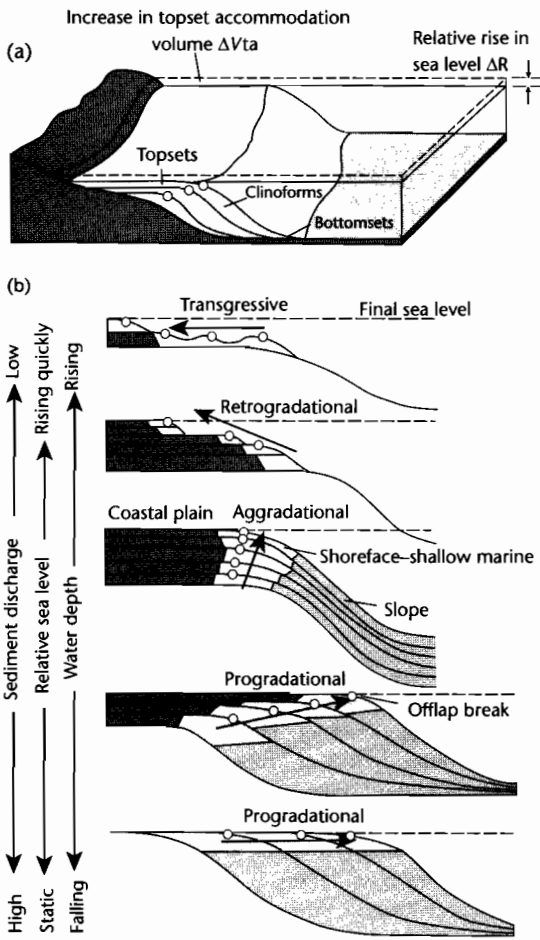 (a)
Increase in topset accommodation
volume ΔVta
Relative rise in
sea level ΔR
Topsets
Clinoforms
Bottomsets
(b)
Transgressive
Final sea level
Retrogradational
Coastal plain
Aggradational
Shoreface–shallow marine
Slope
Progradational
Offlap break
Progradational
Low
Sediment discharge
High
Rising quickly
Relative sea level
Static
Rising
Water depth
Falling